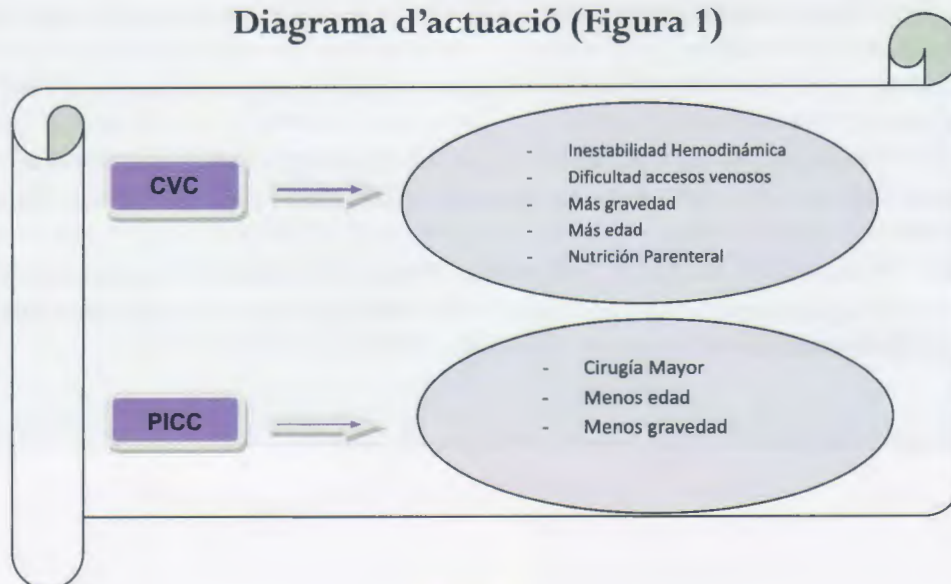 Diagrama d'actuació (Figura 1)
CVC
- Inestabilidad Hemodinámica
- Dificultad accesos venosos
- Más gravedad
- Más edad
- Nutrición Parenteral
PICC
- Cirugía Mayor
- Menos edad
- Menos gravedad